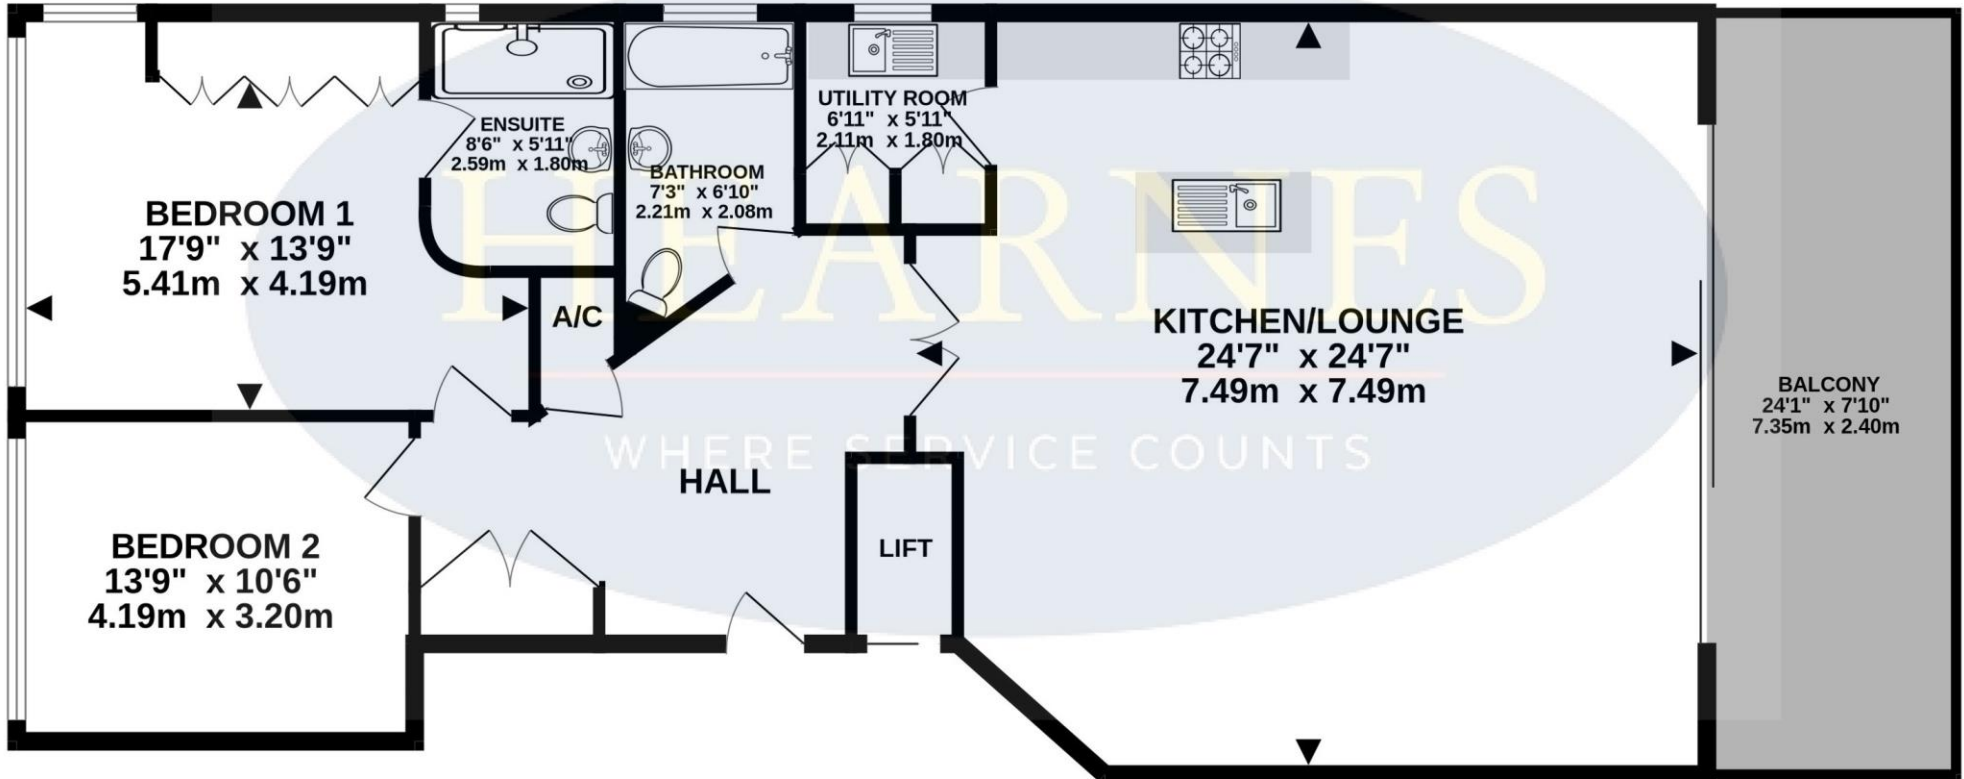 ENSUITE
8'6" x 5'11"
2.59m x 1.80m
UTILITY ROOM
6'11" x 5'11"
2.11m x 1.80m
BATHROOM
7'3" x 6'10"
2.21m x 2.08m
BEDROOM 1
17'9" x 13'9"
5.41m x 4.19m
A/C
HEARNES
WHERE SERVICE COUNTS
KITCHEN/LOUNGE
24'7" x 24'7"
7.49m x 7.49m
BALCONY
24'1" x 7'10"
7.35m x 2.40m
HALL
LIFT
BEDROOM 2
13'9" x 10'6"
4.19m x 3.20m